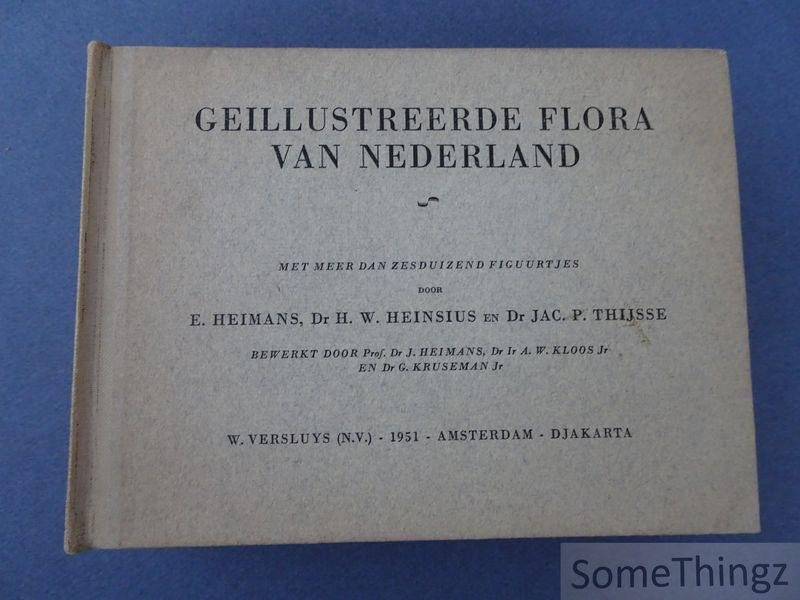 GEILLUSTREERDE FLORA
VAN NEDERLAND
MET MEER DAN ZESDUIZEND FIGUURTJES
DOOR
E. HEIMANS, Dr H. W. HEINSIUS EN Dr JAC. P. THIJSSE
BEWERKT DOOR Prof. Dr J. HEIMANS, Dr Ir A. W. KLOOS Jr
EN Dr G. KRUSEMAN Jr
W. VERSLUYS (N.V.) - 1951 - AMSTERDAM - DJAKARTA
SomeThingz